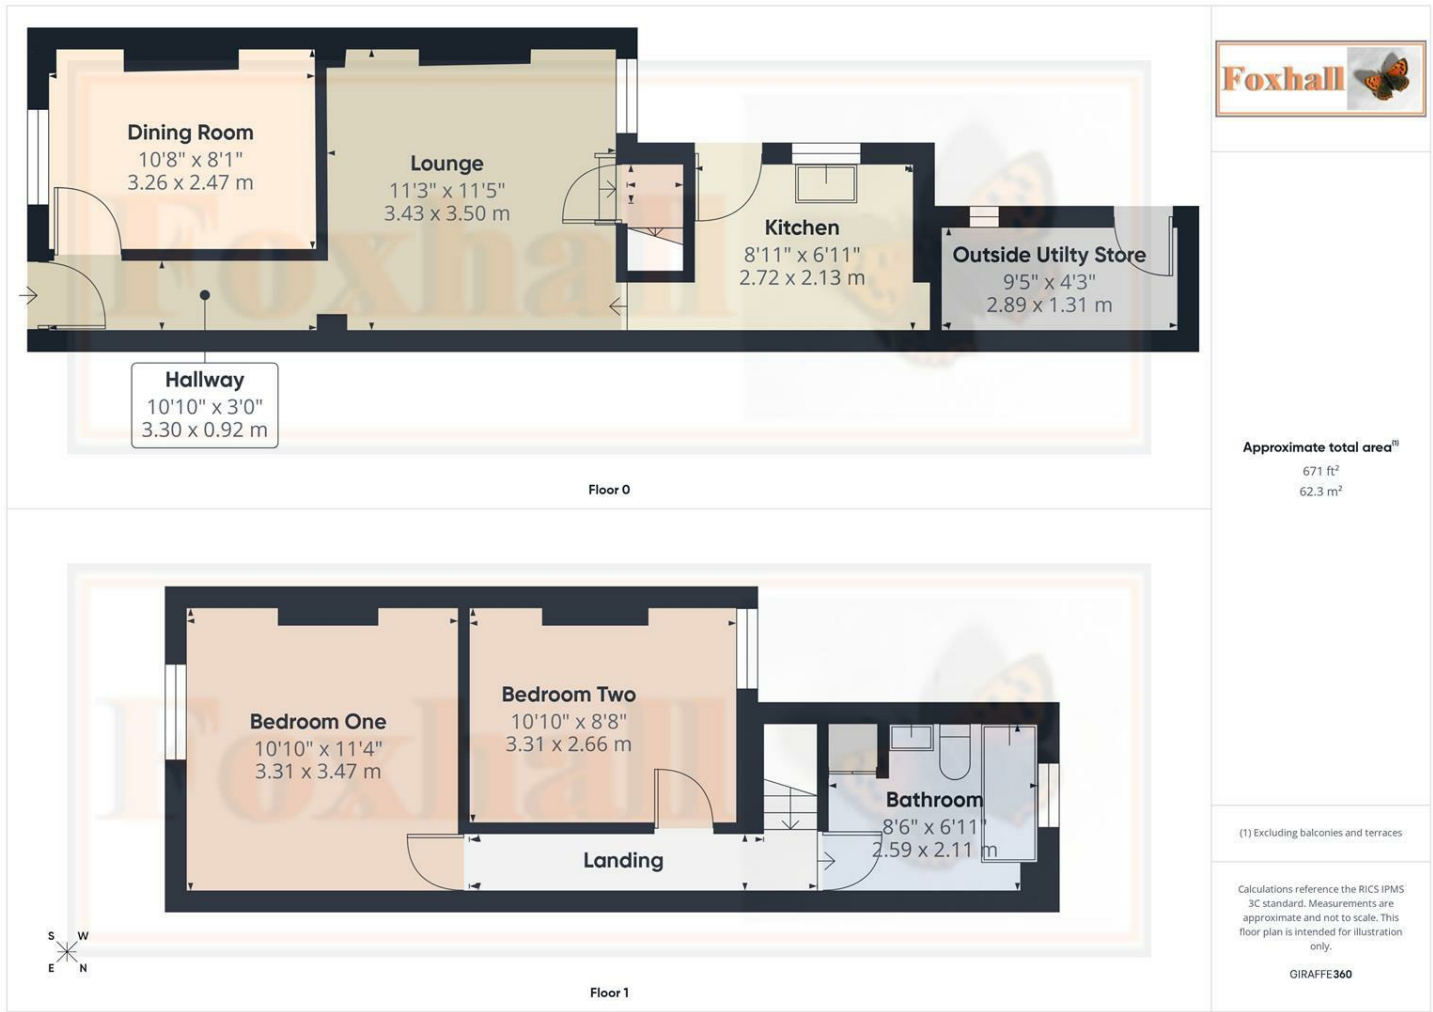 Foxhall
Dining Room
10'8" x 8'1"
3.26 x 2.47 m
Lounge
11'3" x 11'5"
3.43 x 3.50 m
Kitchen
8'11" x 6'11"
2.72 x 2.13 m
Outside Utilty Store
9'5" x 4'3"
2.89 x 1.31 m
Hallway
10'10" x 3'0"
3.30 x 0.92 m
Foxhall
Floor 0
Approximate total area(1)
671 ft²
62.3 m²
Bedroom One
10'10" x 11'4"
3.31 x 3.47 m
Bedroom Two
10'10" x 8'8"
3.31 x 2.66 m
Landing
Bathroom
8'6" x 6'11"
2.59 x 2.11 m
Foxhall
S W
E N
Floor 1
(1) Excluding balconies and terraces
Calculations reference the RICS IPMS
3C standard. Measurements are
approximate and not to scale. This
floor plan is intended for illustration
only.
GIRAFFE360